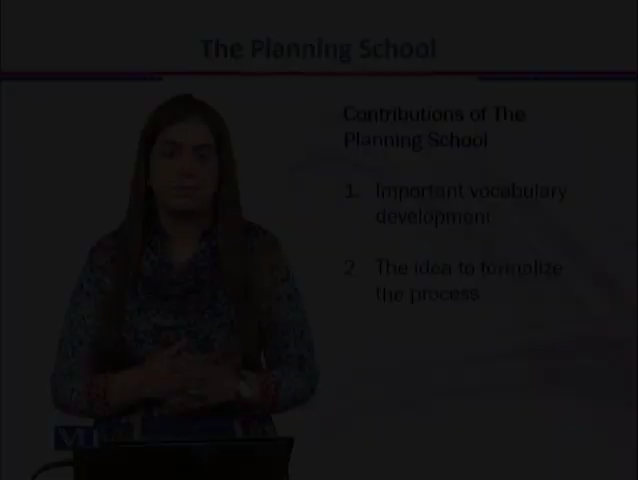 The Planning School
Contributions of The
Planning School
1. Important vocabulary
development
2. The idea to formalize
the process
VU